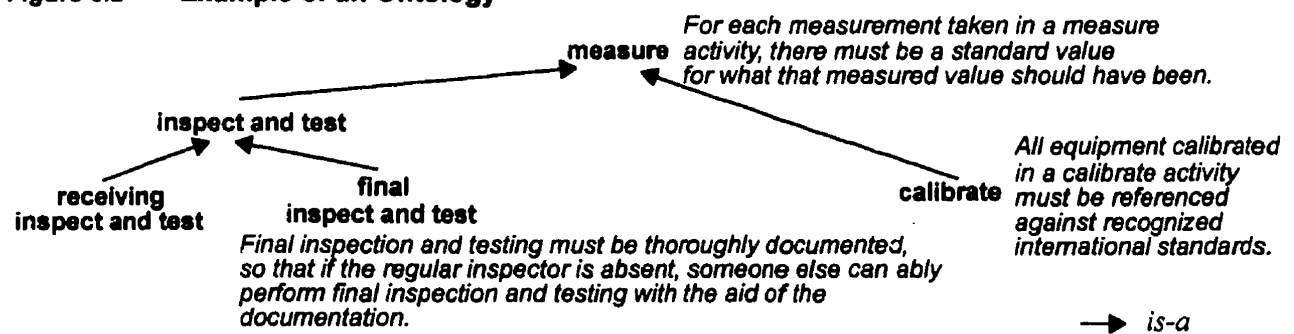 Example of an Ontology
measure
For each measurement taken in a measure
activity, there must be a standard value
for what that measured value should have been.
inspect and test
receiving
inspect and test
final
inspect and test
Final inspection and testing must be thoroughly documented,
so that if the regular inspector is absent, someone else can ably
perform final inspection and testing with the aid of the
documentation.
calibrate
All equipment calibrated
in a calibrate activity
must be referenced
against recognized
international standards.
is-a